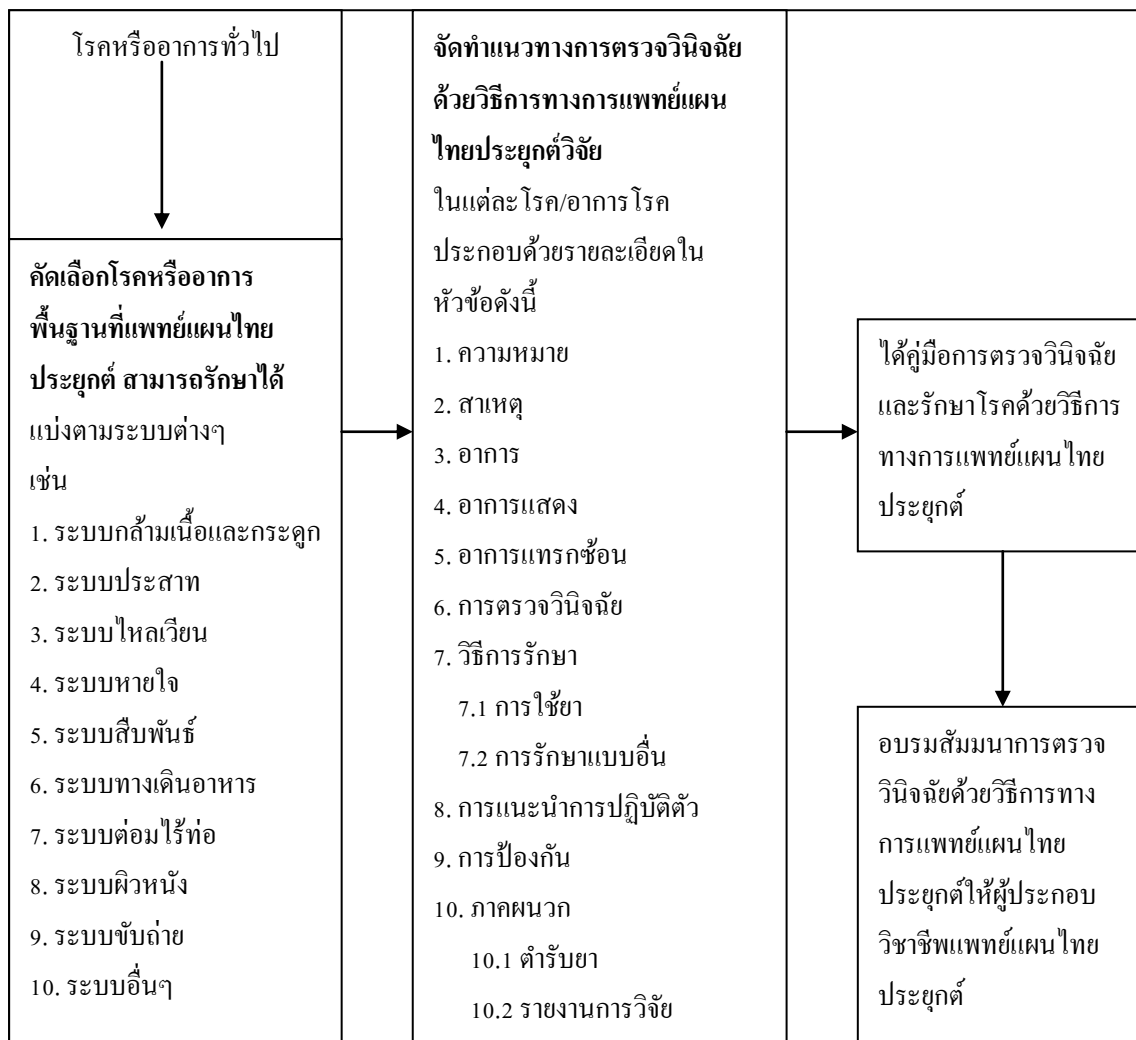 โรคหรืออาการทั่วไป
คัดเลือกโรคหรืออาการ
พื้นฐานที่แพทย์แผนไทย
ประยุกต์ สามารถรักษาได้
แบ่งตามระบบต่างๆ
เช่น
1. ระบบกล้ามเนื้อและกระดูก
2. ระบบประสาท
3. ระบบไหลเวียน
4. ระบบหายใจ
5. ระบบสืบพันธ์
6. ระบบทางเดินอาหาร
7. ระบบต่อมไร้ท่อ
8. ระบบผิวหนัง
9. ระบบขับถ่าย
10. ระบบอื่นๆ
จัดทำแนวทางการตรวจวินิจฉัย
ด้วยวิธีการทางการแพทย์แผน
ไทยประยุกต์วิจัย
ในแต่ละโรค/อาการโรค
ประกอบด้วยรายละเอียดใน
หัวข้อดังนี้
1. ความหมาย
2. สาเหตุ
3. อาการ
4. อาการแสดง
5. อาการแทรกซ้อน
6. การตรวจวินิจฉัย
7. วิธีการรักษา
7.1 การใช้ยา
7.2 การรักษาแบบอื่น
8. การแนะนำการปฏิบัติตัว
9. การป้องกัน
10. ภาคผนวก
10.1 ตำรับยา
10.2 รายงานการวิจัย
ได้คู่มือการตรวจวินิจฉัย
และรักษาโรคด้วยวิธีการ
ทางการแพทย์แผนไทย
ประยุกต์
อบรมสัมมนาการตรวจ
วินิจฉัยด้วยวิธีการทาง
การแพทย์แผนไทย
ประยุกต์ให้ผู้ประกอบ
วิชาชีพแพทย์แผนไทย
ประยุกต์